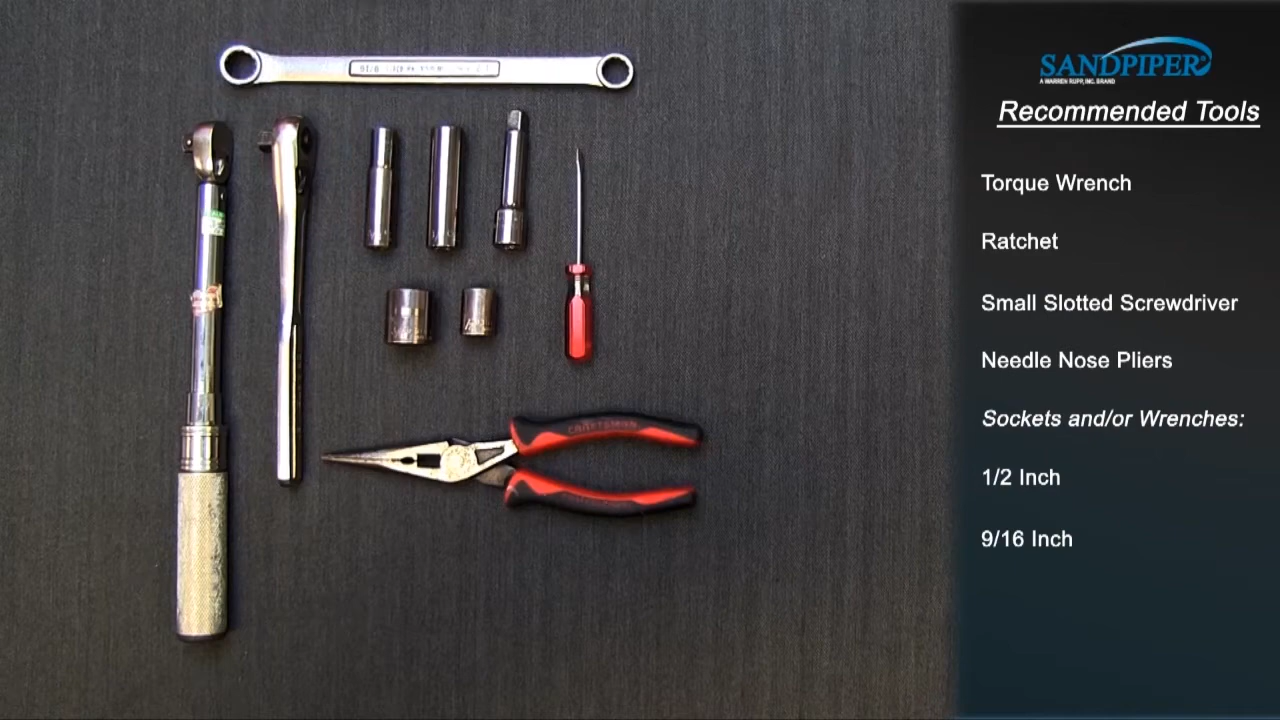 SANDPIPER
A WARREN RUPP, INC. BRAND
Recommended Tools
Torque Wrench
Ratchet
Small Slotted Screwdriver
Needle Nose Pliers
Sockets and/or Wrenches:
1/2 Inch
9/16 Inch
CRAFTSMAN